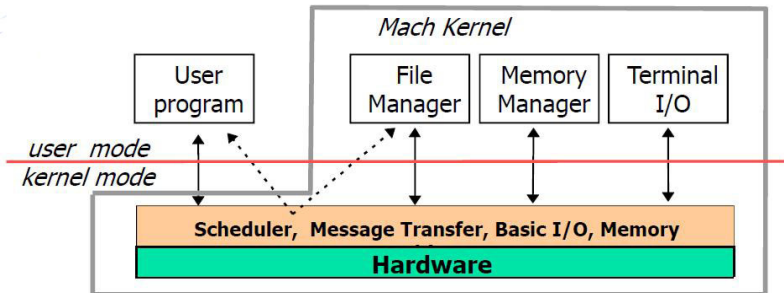 Mach Kernel
User
program
File
Manager
Memory
Manager
Terminal
I/O
user mode
kernel mode
Scheduler, Message Transfer, Basic I/O, Memory
Hardware